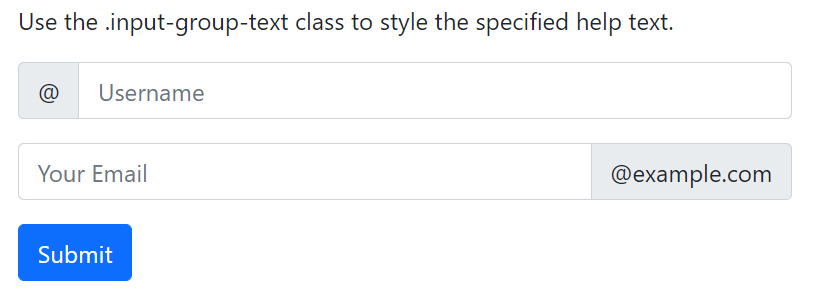 Use the .input-group-text class to style the specified help text.
@ Username
Your Email @example.com
Submit